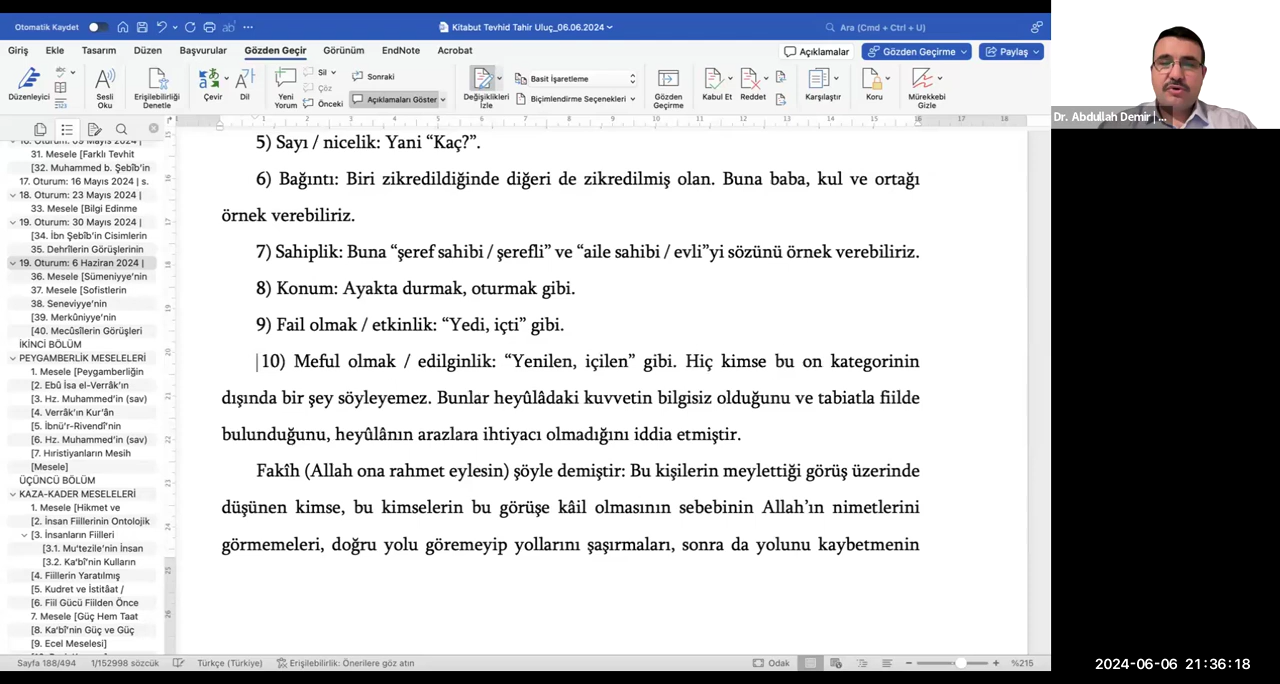 Otomatik Kaydet
Kitabut Tevhid Tahir Uluç_06.06.2024
Ara (Cmd + Ctrl + U)
Giriş Ekle Tasarım Düzen Başvurular Gözden Geçir Görünüm EndNote Acrobat
Açıklamalar Gözden Geçirme Paylaş
Düzenleyici
Sesli Oku
Erişilebilirliği Denetle
Çevir Dil
Yeni Yorum
Sil
Çöz
Önceki
Sonraki
Açıklamaları Göster
Değişiklikleri İzle
Basit İşaretleme
Biçimlendirme Seçenekleri
Gözden Geçirme
Kabul Et Reddet
Karşılaştır
Koru
Mürekkebi Gizle
Dr. Abdullah Demir | ...
31. Mesele [Farklı Tevhit
[32. Muhammed b. Şebîb'in
17. Oturum: 16 Mayıs 2024 | s.
18. Oturum: 23 Mayıs 2024 |
33. Mesele [Bilgi Edinme
19. Oturum: 30 Mayıs 2024 |
[34. İbn Şebîb'in Cisimlerin
35. Dehrîlerin Görüşlerinin
19. Oturum: 6 Haziran 2024 |
36. Mesele [Sümeniyye'nin
37. Mesele [Sofistlerin
38. Seneviyye'nin
[39. Merkûniyye'nin
[40. Mecûsîlerin Görüşleri
İKİNCİ BÖLÜM
PEYGAMBERLİK MESELELERİ
1. Mesele [Peygamberliğin
[2. Ebû İsa el-Verrâk'ın
[3. Hz. Muhammed'in (sav)
[4. Verrâk'ın Kur'ân
[5. İbnü'r-Rivendî'nin
[6. Hz. Muhammed'in (sav)
[7. Hıristiyanların Mesih
[Mesele]
ÜÇÜNCÜ BÖLÜM
KAZA-KADER MESELELERİ
1. Mesele [Hikmet ve
[2. İnsan Fiillerinin Ontolojik
[3. İnsanların Fiilleri
[3.1. Mu'tezile'nin İnsan
[3.2. Ka'bî'nin Kulların
[4. Fiillerin Yaratılmış
[5. Kudret ve İstitâat /
[6. Fiil Gücü Fiilden Önce
7. Mesele [Güç Hem Taat
[8. Ka'bî'nin Güç ve Güç
[9. Ecel Meselesi]
5) Sayı / nicelik: Yani “Kaç?”.
6) Bağıntı: Biri zikredildiğinde diğeri de zikredilmiş olan. Buna baba, kul ve ortağı
örnek verebiliriz.
7) Sahiplik: Buna “şeref sahibi / şerefli” ve “aile sahibi / evli”yi sözünü örnek verebiliriz.
8) Konum: Ayakta durmak, oturmak gibi.
9) Fail olmak / etkinlik: “Yedi, içti” gibi.
10) Meful olmak / edilginlik: “Yenilen, içilen” gibi. Hiç kimse bu on kategorinin
dışında bir şey söyleyemez. Bunlar heyûlâdaki kuvvetin bilgisiz olduğunu ve tabiatla fiilde
bulunduğunu, heyûlânın arazlara ihtiyacı olmadığını iddia etmiştir.
Fakîh (Allah ona rahmet eylesin) şöyle demiştir: Bu kişilerin meylettiği görüş üzerinde
düşünen kimse, bu kimselerin bu görüşe kâil olmasının sebebinin Allah’ın nimetlerini
görmemeleri, doğru yolu göremeyip yollarını şaşırmaları, sonra da yolunu kaybetmenin
Sayfa 188/494 1/152998 sözcük Türkçe (Türkiye) Erişilebilirlik: Önerilere göz atın Odak %215
2024-06-06 21:36:18